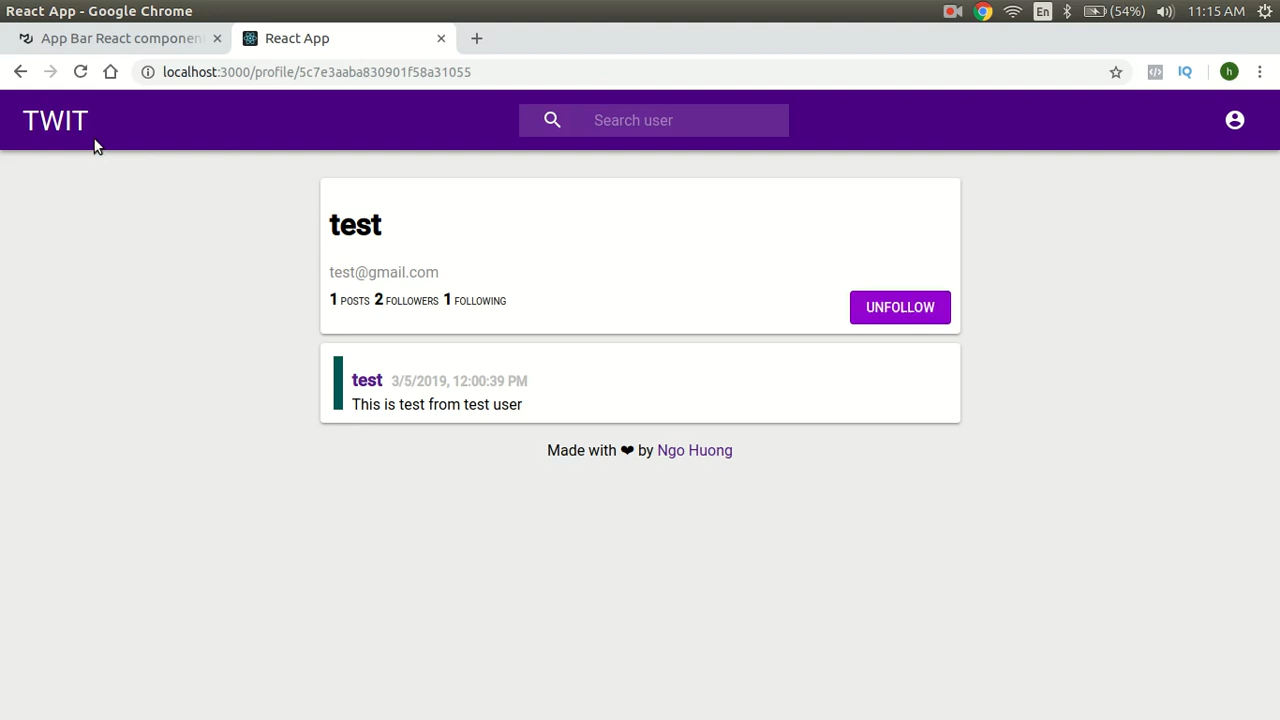 React App - Google Chrome
En (54%) 11:15 AM
App Bar React componen
React App
localhost:3000/profile/5c7e3aaba830901f58a31055
IQ h
TWIT
Search user
test
test@gmail.com
1 POSTS 2 FOLLOWERS 1 FOLLOWING
UNFOLLOW
test 3/5/2019, 12:00:39 PM
This is test from test user
Made with ❤ by Ngo Huong